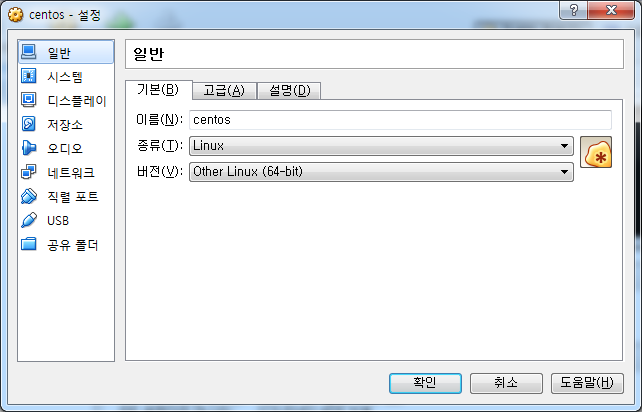 centos - 설정
일반
시스템
디스플레이
저장소
오디오
네트워크
직렬 포트
USB
공유 폴더
일반
기본(B) 고급(A) 설명(D)
이름(N): centos
종류(T): Linux
버전(V): Other Linux (64-bit)
확인 취소 도움말(H)